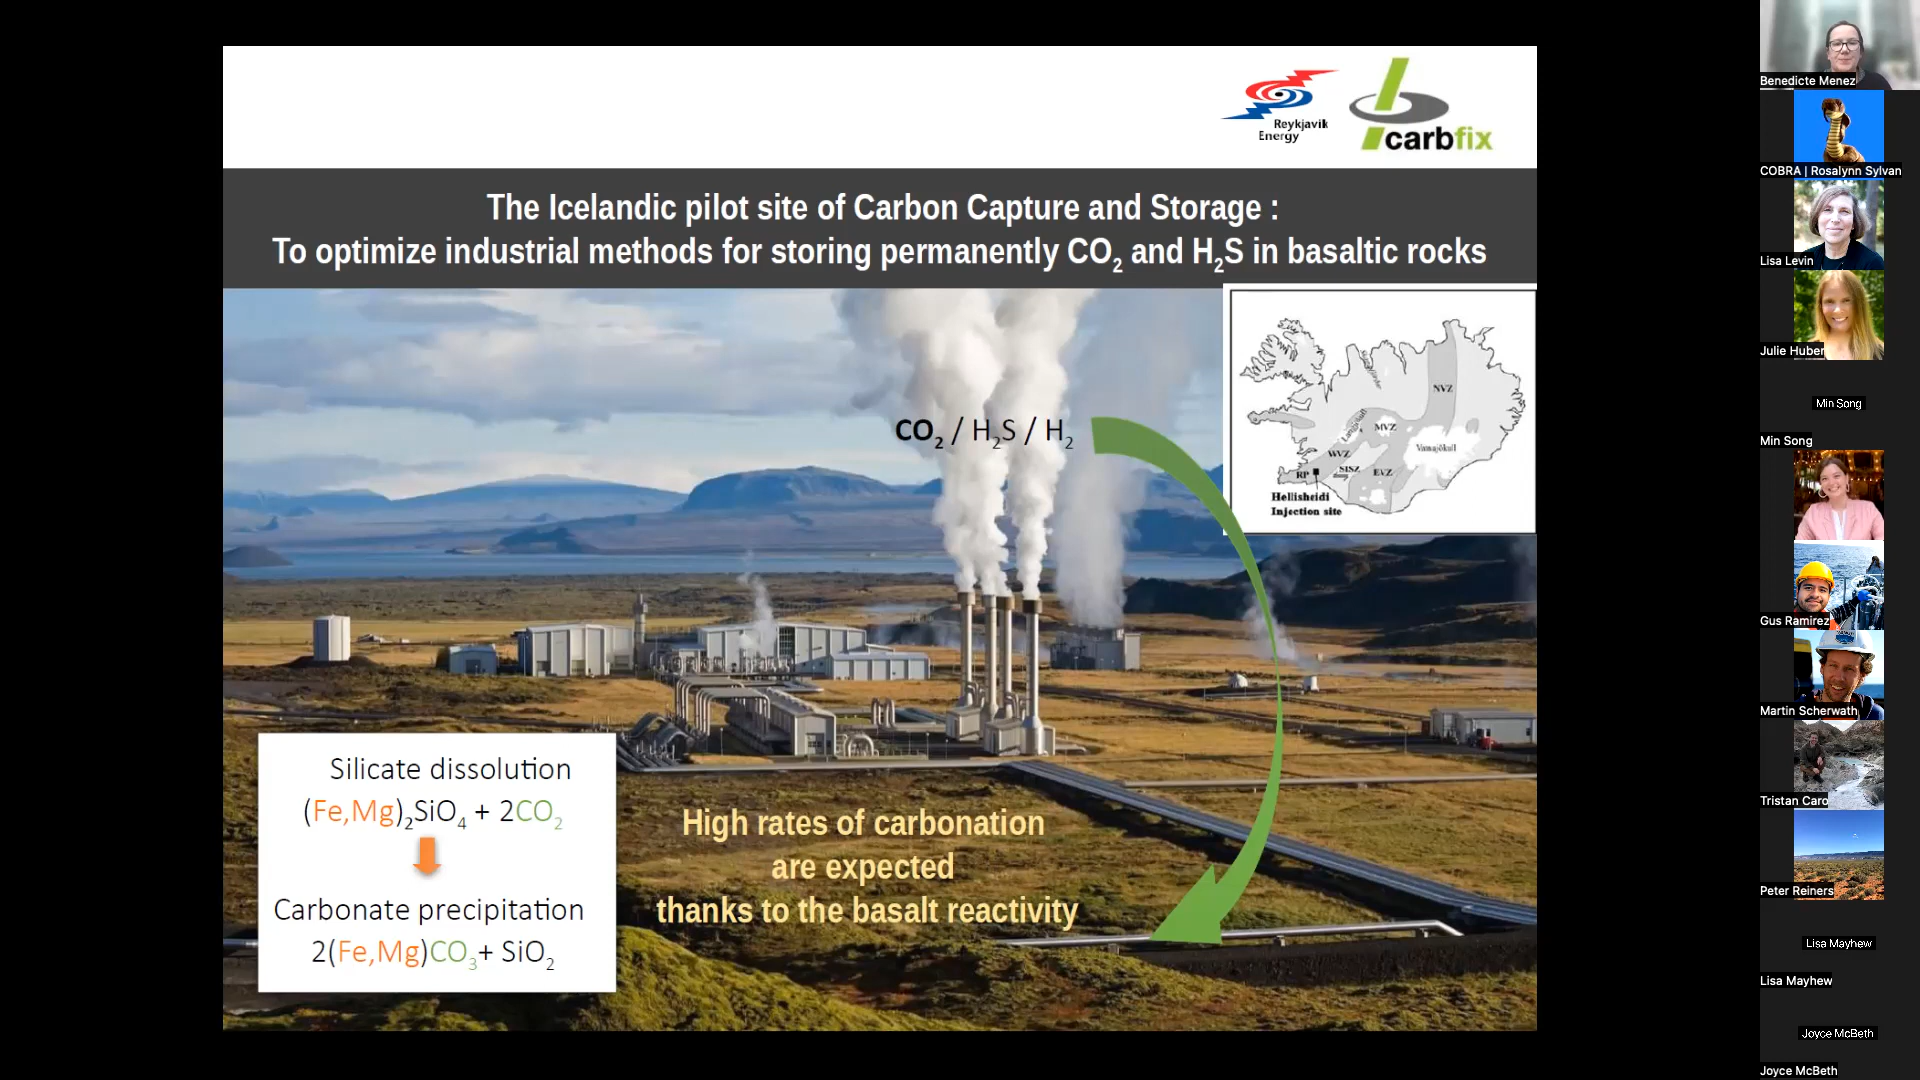 Reykjavik
Energy
carbfix
The Icelandic pilot site of Carbon Capture and Storage :
To optimize industrial methods for storing permanently CO₂ and H₂S in basaltic rocks
CO₂ / H₂S / H₂
NVZ
MVZ
WVZ
SISZ
EVZ
RP
Hellisheidi
Injection site
Silicate dissolution
(Fe,Mg)₂SiO₄ + 2CO₂
Carbonate precipitation
2(Fe,Mg)CO₃+ SiO₂
High rates of carbonation
are expected
thanks to the basalt reactivity
Benedicte Menez
COBRA | Rosalynn Sylvan
Lisa Levin
Julie Huber
Min Song
Min Song
Gus Ramirez
Martin Scherwath
Tristan Caro
Peter Reiners
Lisa Mayhew
Lisa Mayhew
Joyce McBeth
Joyce McBeth